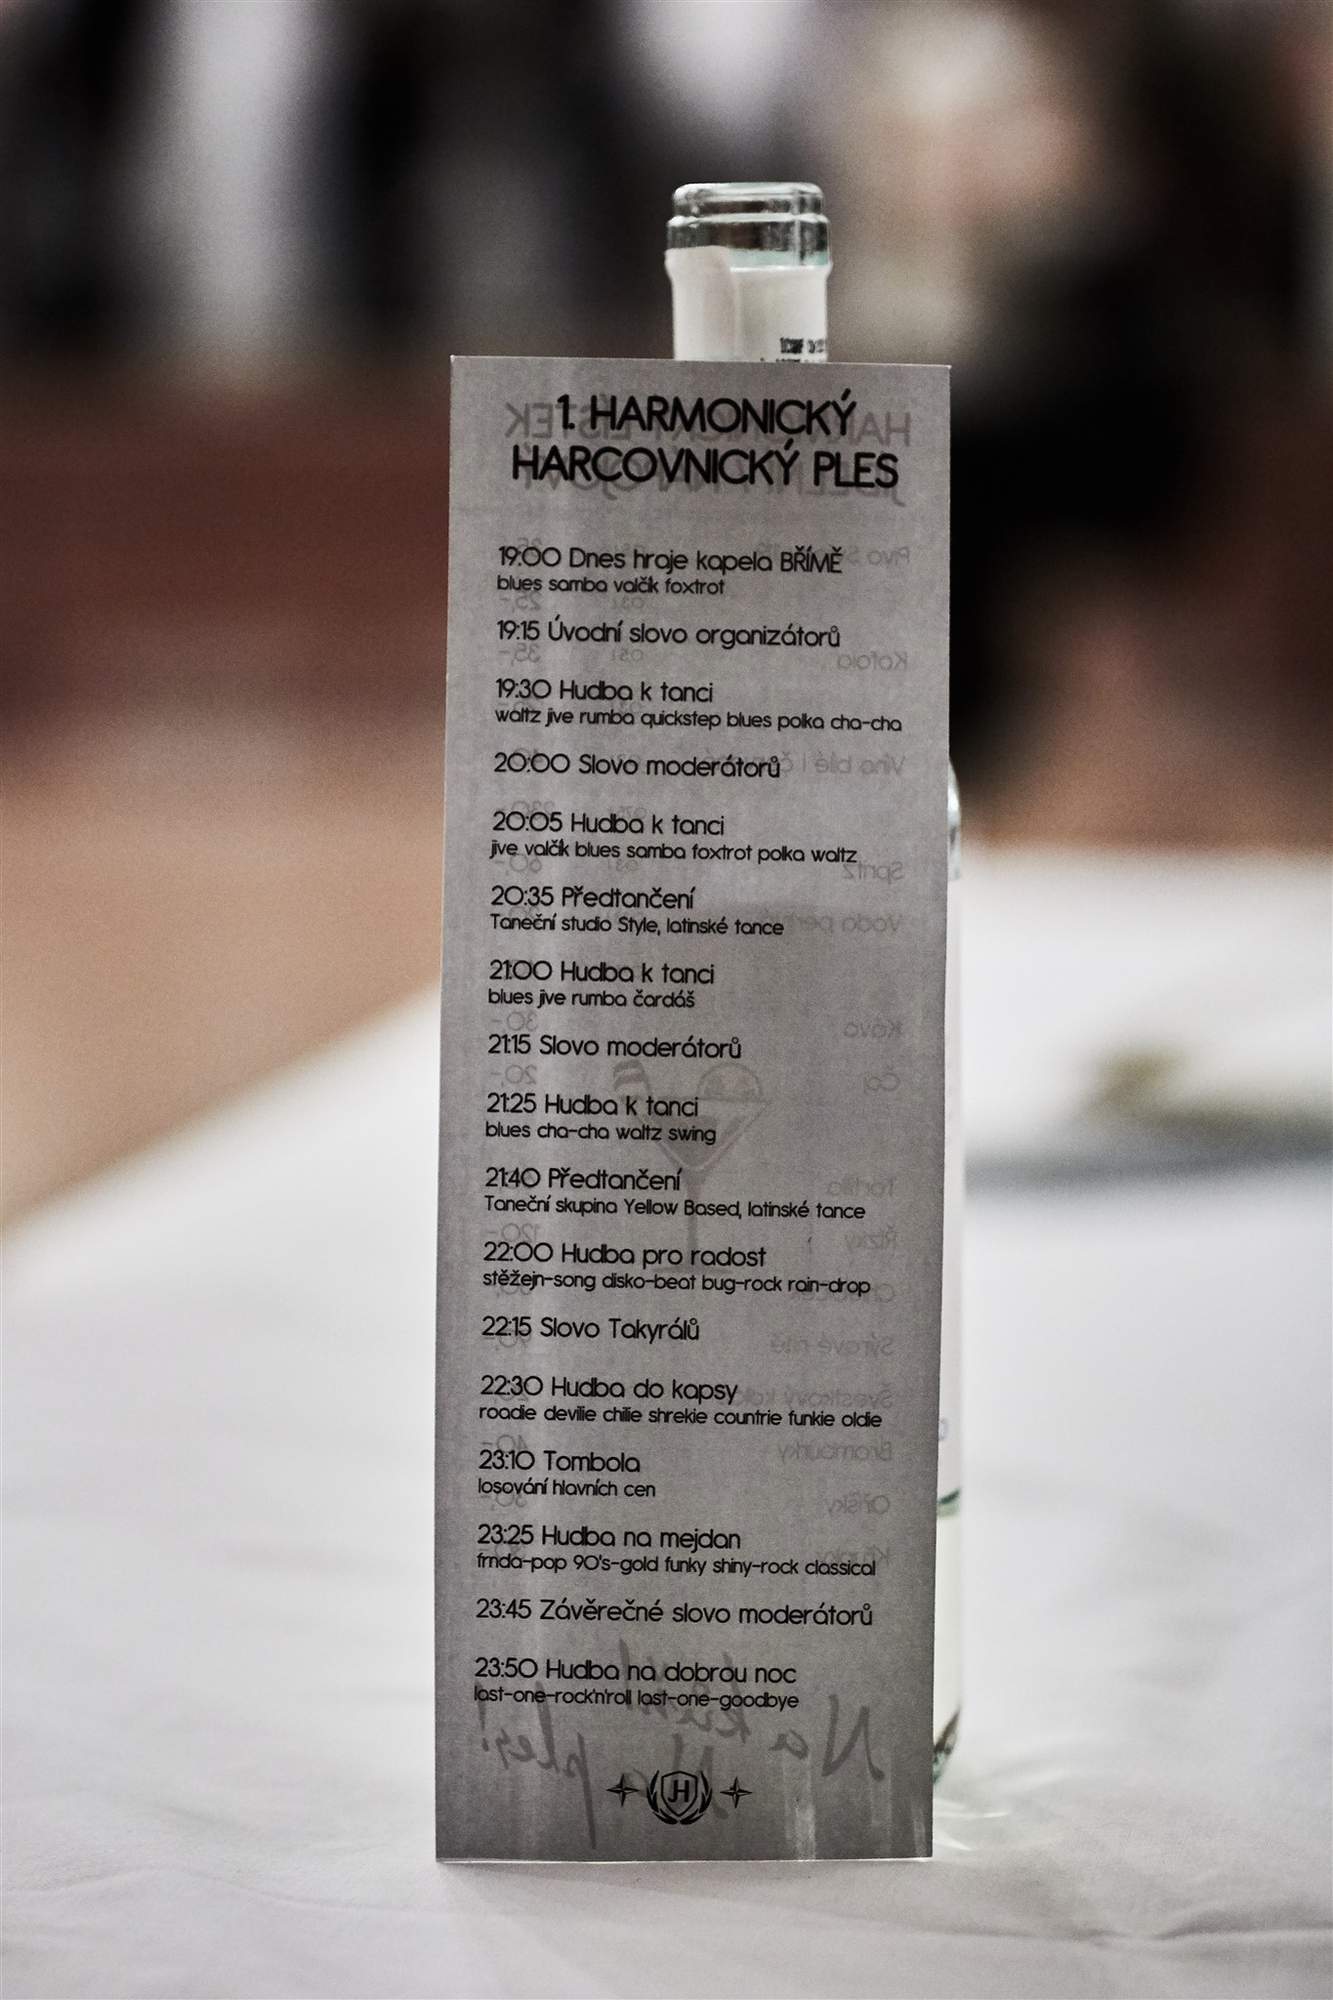 1. HARMONICKÝ
HARCOVNICKÝ PLES
19:00 Dnes hraje kapela BŘÍMĚ
blues samba valčík foxtrot
19:15 Úvodní slovo organizátorů
19:30 Hudba k tanci
waltz jive rumba quickstep blues polka cha-cha
20:00 Slovo moderátorů
20:05 Hudba k tanci
jive valčík blues samba foxtrot polka waltz
20:35 Předtančení
Taneční studio Style, latinské tance
21:00 Hudba k tanci
blues jive rumba čardáš
21:15 Slovo moderátorů
21:25 Hudba k tanci
blues cha-cha waltz swing
21:40 Předtančení
Taneční skupina Yellow Based, latinské tance
22:00 Hudba pro radost
stěžejn-song disko-beat bug-rock rain-drop
22:15 Slovo Takyrálů
22:30 Hudba do kapsy
roadie devilie chilie shrekie countrie funkie oldie
23:10 Tombola
losování hlavních cen
23:25 Hudba na mejdan
frnda-pop 90's-gold funky shiny-rock classical
23:45 Závěrečné slovo moderátorů
23:50 Hudba na dobrou noc
last-one-rock'n'roll last-one-goodbye
JH